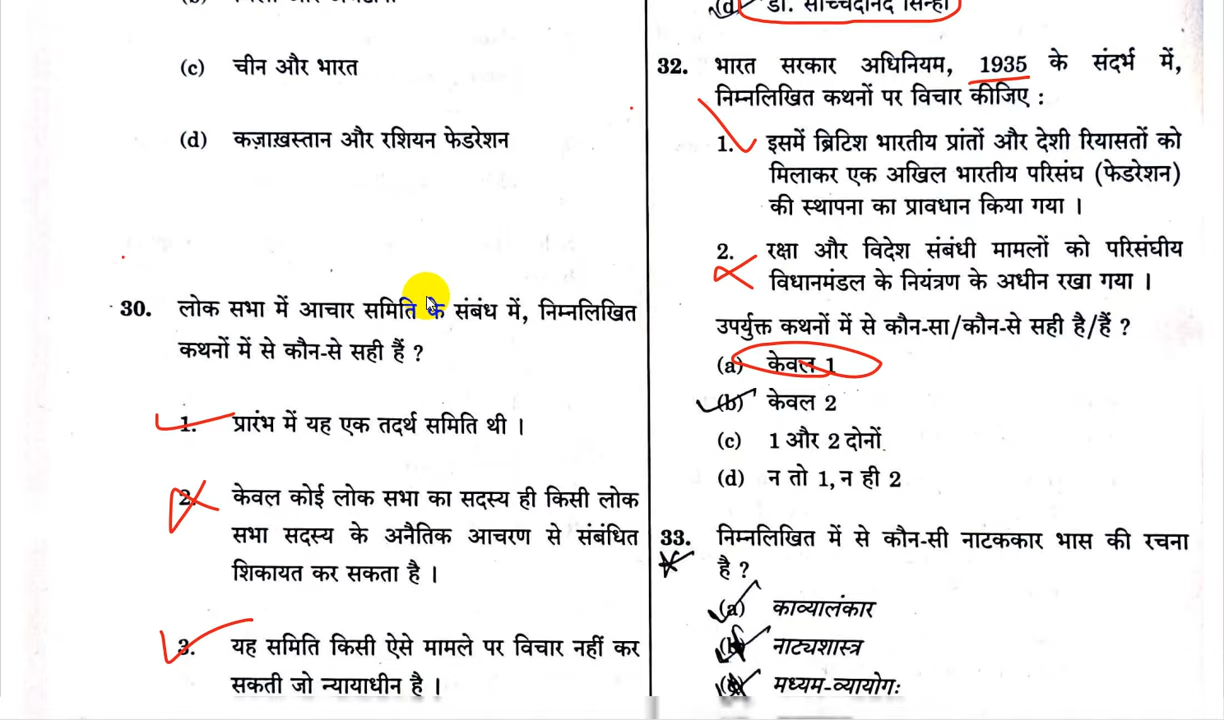 (c) चीन और भारत
(d) कज़ाख़स्तान और रशियन फेडरेशन
30. लोक सभा में आचार समिति के संबंध में, निम्नलिखित
कथनों में से कौन-से सही हैं ?
1. प्रारंभ में यह एक तदर्थ समिति थी ।
2. केवल कोई लोक सभा का सदस्य ही किसी लोक
सभा सदस्य के अनैतिक आचरण से संबंधित
शिकायत कर सकता है ।
3. यह समिति किसी ऐसे मामले पर विचार नहीं कर
सकती जो न्यायाधीन है ।
(d) डॉ. सच्चिदानंद सिन्हा
32. भारत सरकार अधिनियम, 1935 के संदर्भ में,
निम्नलिखित कथनों पर विचार कीजिए :
1. इसमें ब्रिटिश भारतीय प्रांतों और देशी रियासतों को
मिलाकर एक अखिल भारतीय परिसंघ (फेडरेशन)
की स्थापना का प्रावधान किया गया ।
2. रक्षा और विदेश संबंधी मामलों को परिसंघीय
विधानमंडल के नियंत्रण के अधीन रखा गया ।
उपर्युक्त कथनों में से कौन-सा/कौन-से सही है/हैं ?
(a) केवल 1
(b) केवल 2
(c) 1 और 2 दोनों
(d) न तो 1, न ही 2
33. निम्नलिखित में से कौन-सी नाटककार भास की रचना
है ?
(a) काव्यालंकार
(b) नाट्यशास्त्र
(c) मध्यम-व्यायोगः